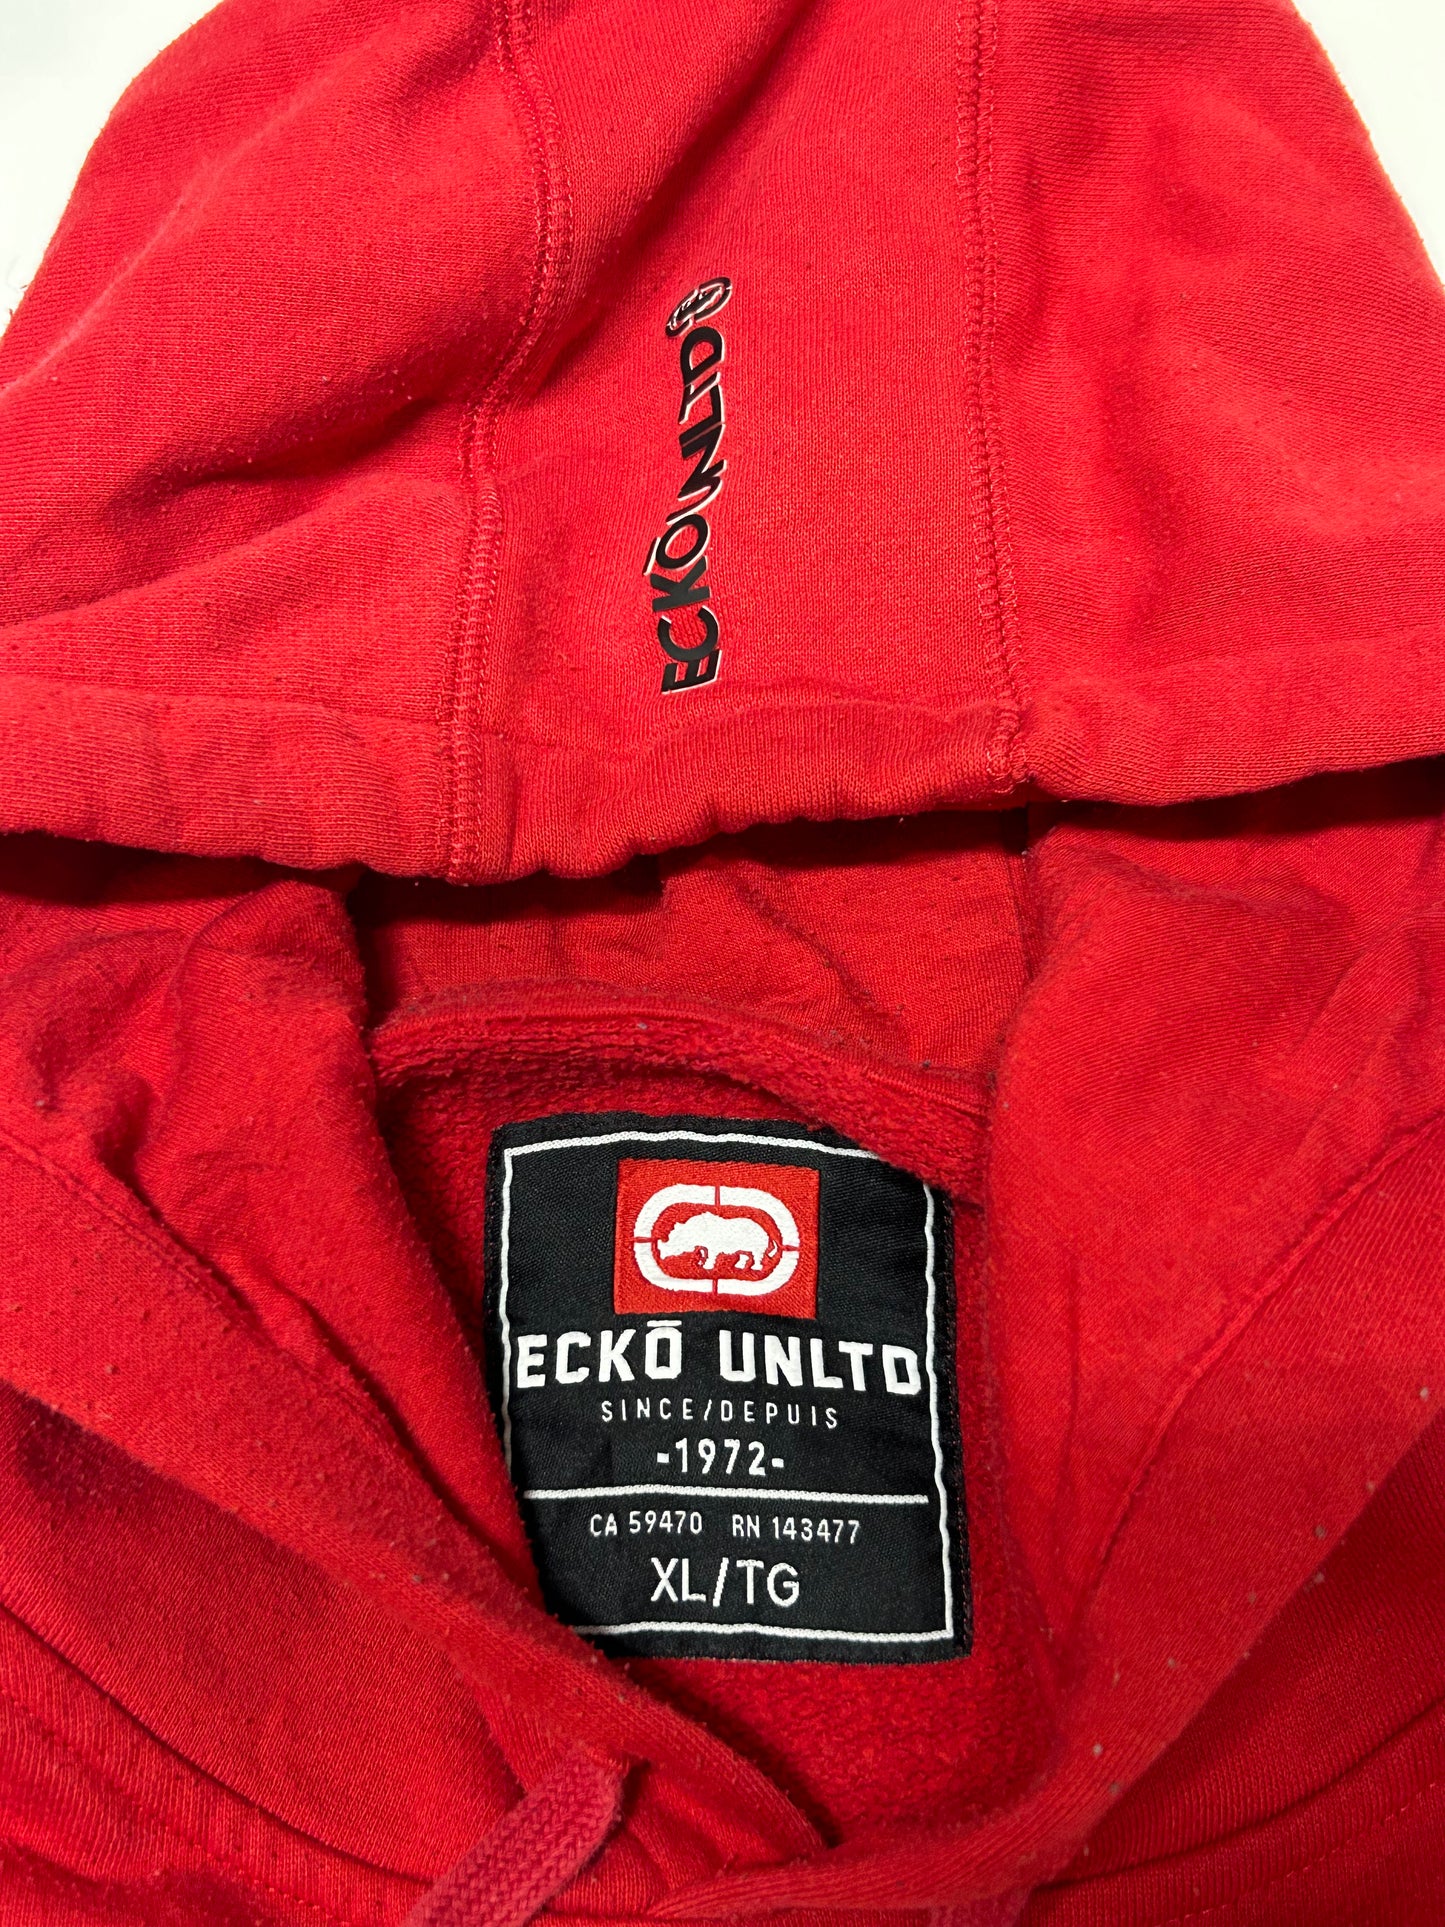 ECKŌUNLTD
ECKŌ UNLTD
SINCE/DEPUIS
-1972-
CA 59470 RN 143477
XL/TG